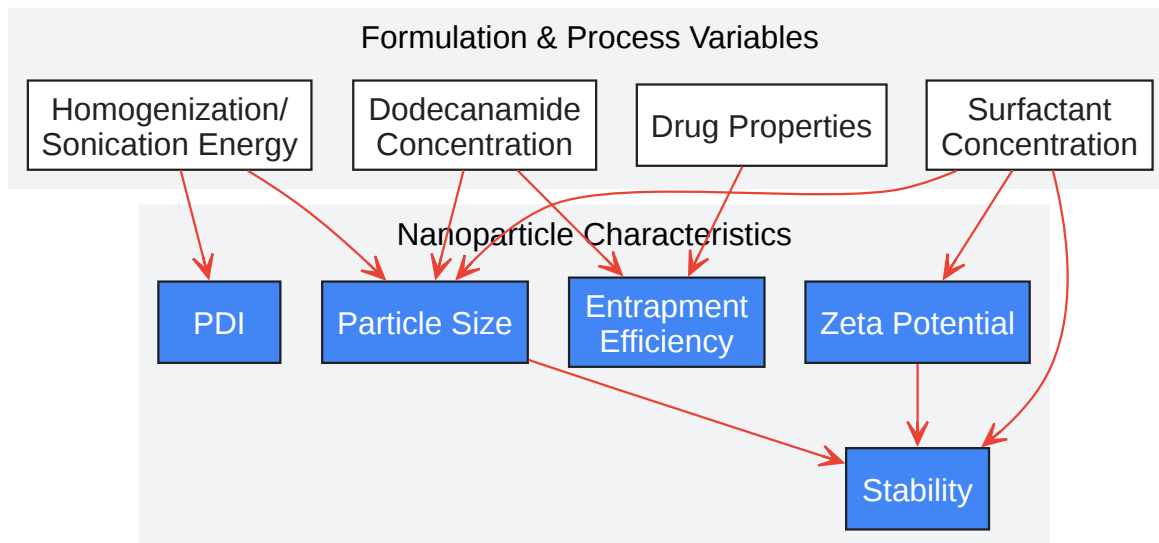 Formulation & Process Variables
Homogenization/
Sonication Energy
Dodecanamide
Concentration
Drug Properties
Surfactant
Concentration
Nanoparticle Characteristics
PDI
Particle Size
Entrapment
Efficiency
Zeta Potential
Stability